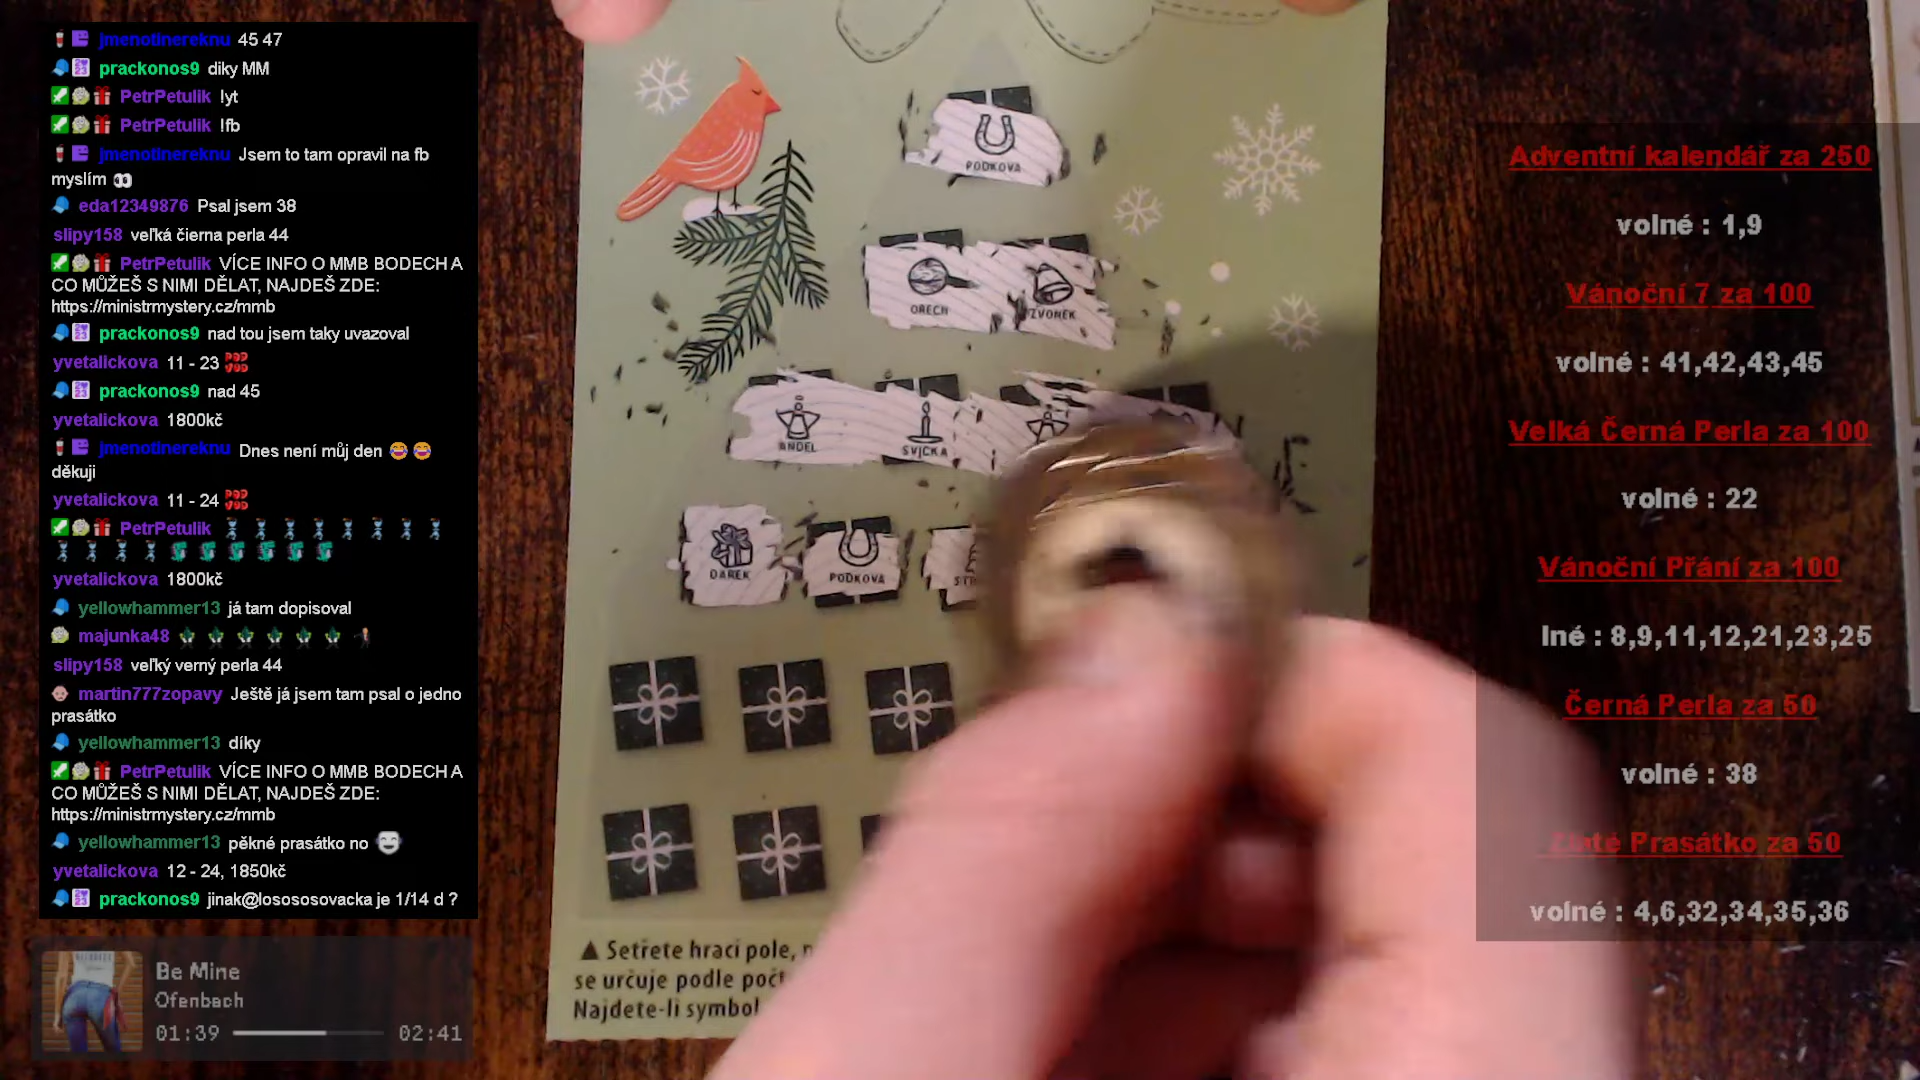 jmenotinereknu 45 47
prackonos9 diky MM
PetrPetulik !yt
PetrPetulik !fb
jmenotinereknu Jsem to tam opravil na fb
myslím
eda12349876 Psal jsem 38
slipy158 veľká čierna perla 44
PetrPetulik VÍCE INFO O MMB BODECH A
CO MŮŽEŠ S NIMI DĚLAT, NAJDEŠ ZDE:
https://ministrmystery.cz/mmb
prackonos9 nad tou jsem taky uvazoval
yvetalickova 11 - 23
prackonos9 nad 45
yvetalickova 1800kč
jmenotinereknu Dnes není můj den
děkuji
yvetalickova 11 - 24
PetrPetulik
yvetalickova 1800kč
yellowhammer13 já tam dopisoval
majunka48
slipy158 veľký verný perla 44
martin777zopavy Ještě já jsem tam psal o jedno
prasátko
yellowhammer13 díky
PetrPetulik VÍCE INFO O MMB BODECH A
CO MŮŽEŠ S NIMI DĚLAT, NAJDEŠ ZDE:
https://ministrmystery.cz/mmb
yellowhammer13 pěkné prasátko no
yvetalickova 12 - 24, 1850kč
prackonos9 jinak@losososovacka je 1/14 d ?
Be Mine
Ofenbach
01:39 02:41
PODKOVA
OŘECH ZVONEK
ANDĚL SVÍČKA
DÁREK PODKOVA
▲ Setřete hrací pole,
se určuje podle
Najdete-li symbol
Adventní kalendář za 250
volné : 1,9
Vánoční 7 za 100
volné : 41,42,43,45
Velká Černá Perla za 100
volné : 22
Vánoční Přání za 100
lné : 8,9,11,12,21,23,25
Černá Perla za 50
volné : 38
Zlaté Prasátko za 50
volné : 4,6,32,34,35,36